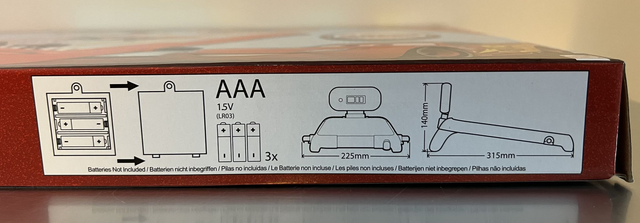 AAA
1.5V
(LR03)
3x
225mm
140mm
315mm
Batteries Not Included / Batterien nicht inbegriffen / Pilas no incluidas / Le Batterie non incluse / Les piles non incluses / Batterijen niet inbegrepen / Pilhas não incluídas